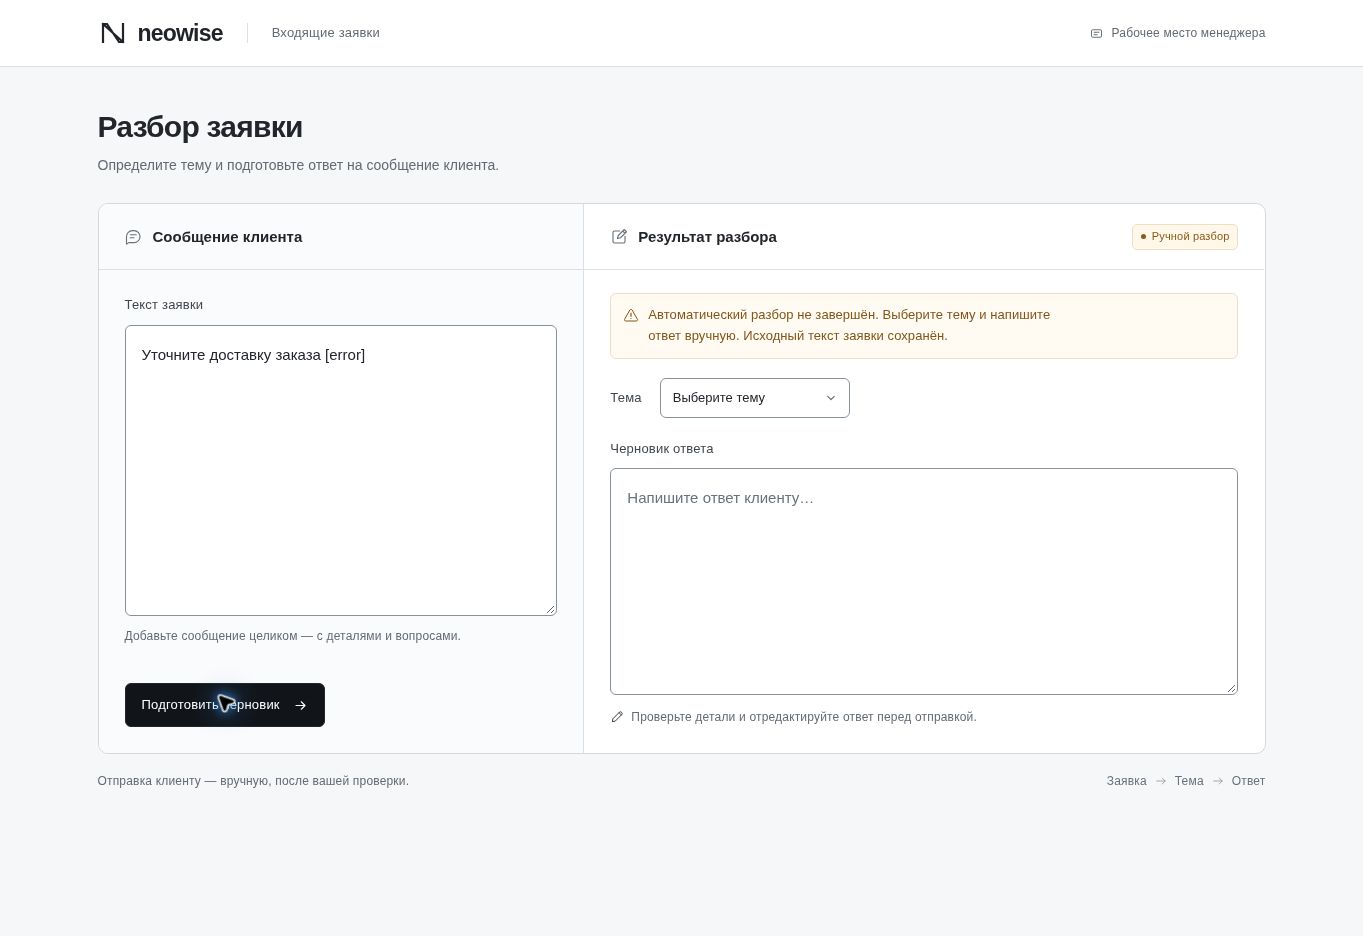 neowise
Входящие заявки
Рабочее место менеджера
Разбор заявки
Определите тему и подготовьте ответ на сообщение клиента.
Сообщение клиента
Текст заявки
Уточните доставку заказа [error]
Добавьте сообщение целиком — с деталями и вопросами.
Подготовить черновик
Результат разбора
Ручной разбор
Автоматический разбор не завершён. Выберите тему и напишите
ответ вручную. Исходный текст заявки сохранён.
Тема
Выберите тему
Черновик ответа
Напишите ответ клиенту…
Проверьте детали и отредактируйте ответ перед отправкой.
Отправка клиенту — вручную, после вашей проверки.
Заявка → Тема → Ответ